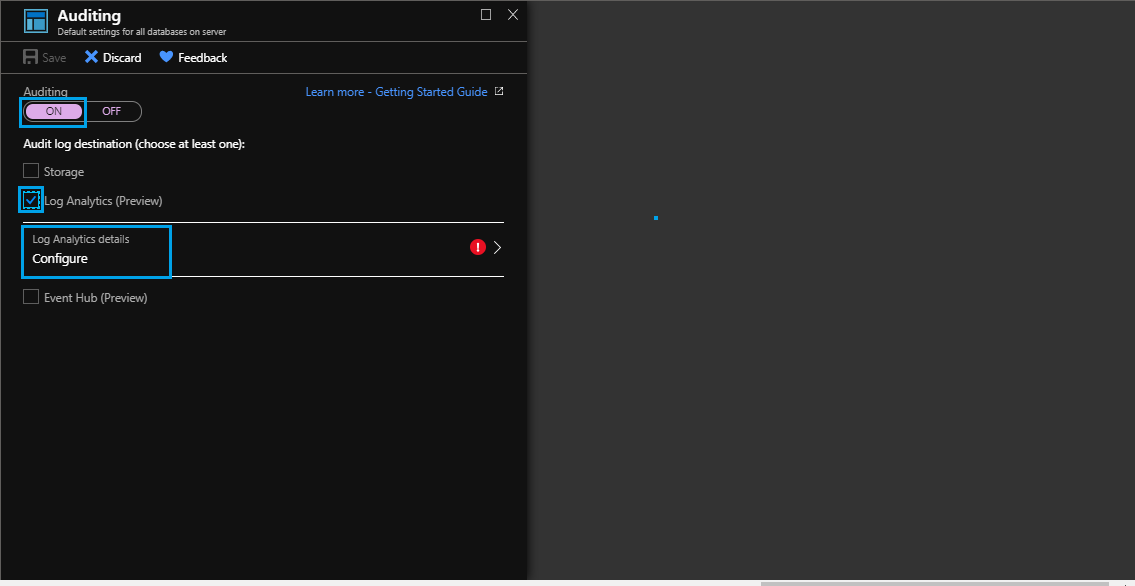 Auditing
Default settings for all databases on server
Save Discard Feedback
Auditing Learn more - Getting Started Guide
ON OFF
Audit log destination (choose at least one):
Storage
Log Analytics (Preview)
Log Analytics details
Configure
Event Hub (Preview)